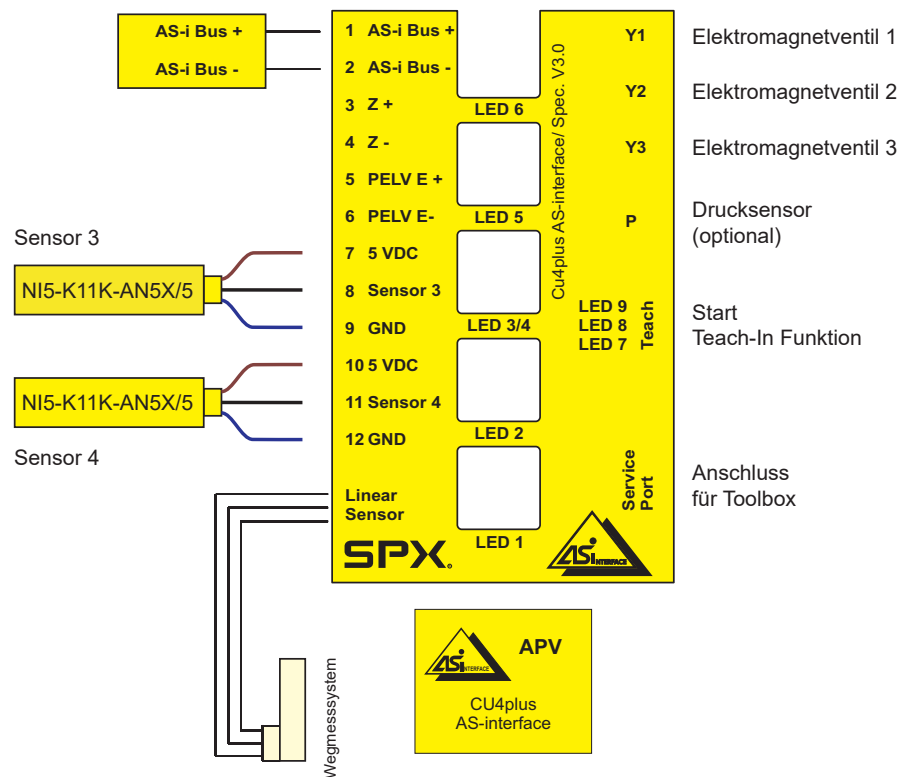 AS-i Bus +
AS-i Bus -
Sensor 3
NI5-K11K-AN5X/5
NI5-K11K-AN5X/5
Sensor 4
1 AS-i Bus +
2 AS-i Bus -
3 Z +
4 Z -
5 PELV E +
6 PELV E-
7 5 VDC
8 Sensor 3
9 GND
10 5 VDC
11 Sensor 4
12 GND
Linear
Sensor
LED 6
LED 5
LED 3/4
LED 2
LED 1
Cu4plus AS-interface/ Spec. V3.0
Y1
Y2
Y3
P
LED 9
LED 8
LED 7
Teach
Service
Port
SPX®
ASi INTERFACE
Elektromagnetventil 1
Elektromagnetventil 2
Elektromagnetventil 3
Drucksensor
(optional)
Start
Teach-In Funktion
Anschluss
für Toolbox
Wegmesssystem
ASi INTERFACE
APV
CU4plus
AS-interface